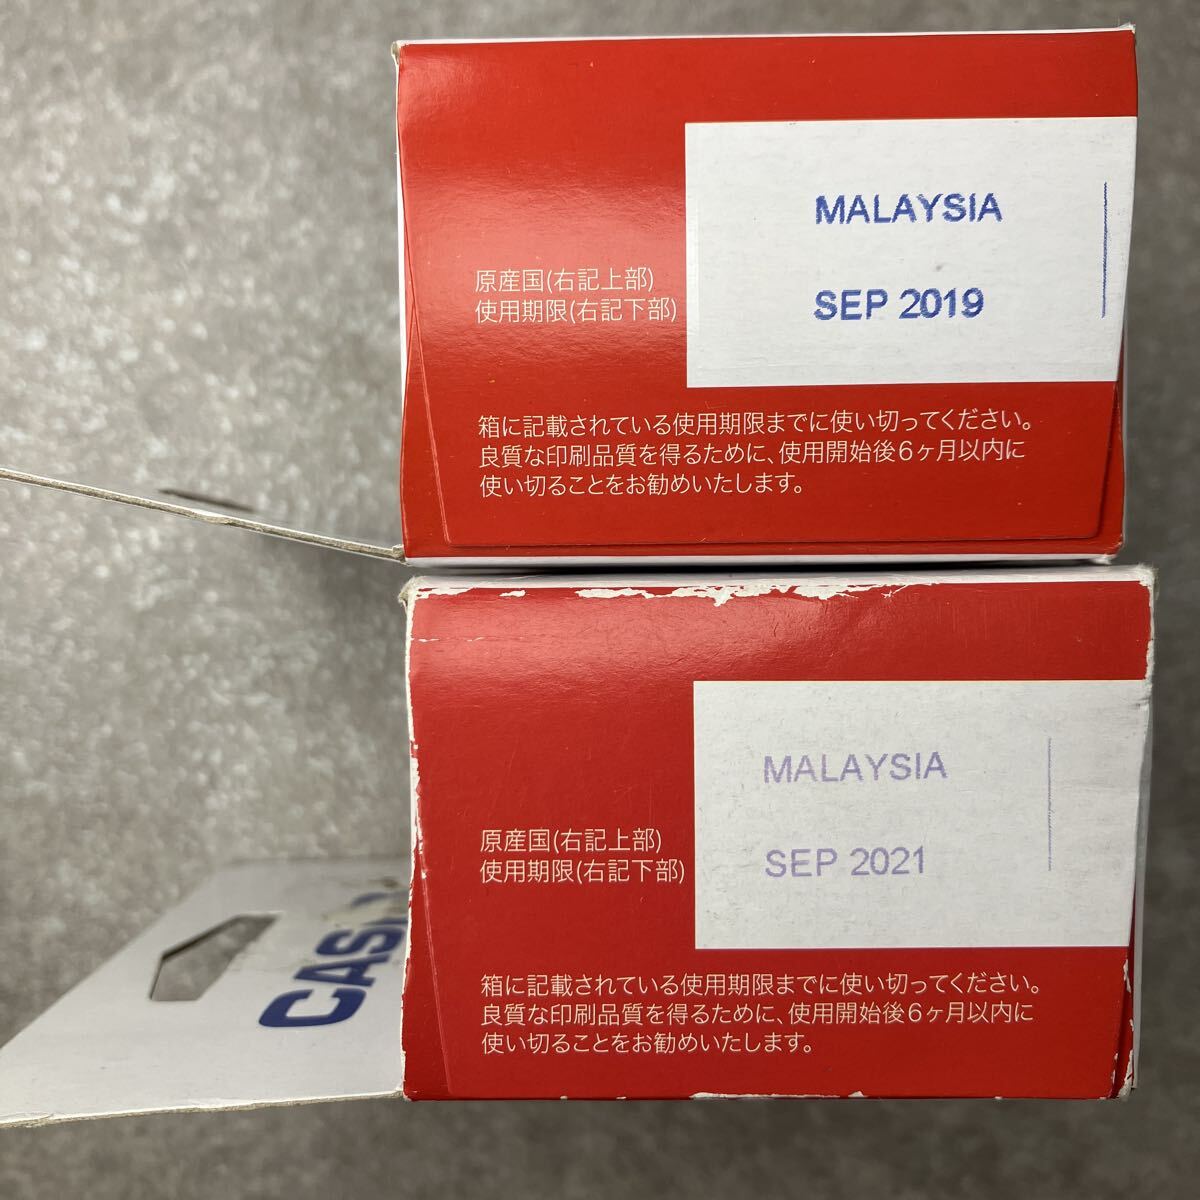 MALAYSIA
SEP 2019
原産国(右記上部)
使用期限(右記下部)
箱に記載されている使用期限までに使い切ってください。
良質な印刷品質を得るために、使用開始後6ヶ月以内に
使い切ることをお勧めいたします。
MALAYSIA
SEP 2021
原産国(右記上部)
使用期限(右記下部)
箱に記載されている使用期限までに使い切ってください。
良質な印刷品質を得るために、使用開始後6ヶ月以内に
使い切ることをお勧めいたします。